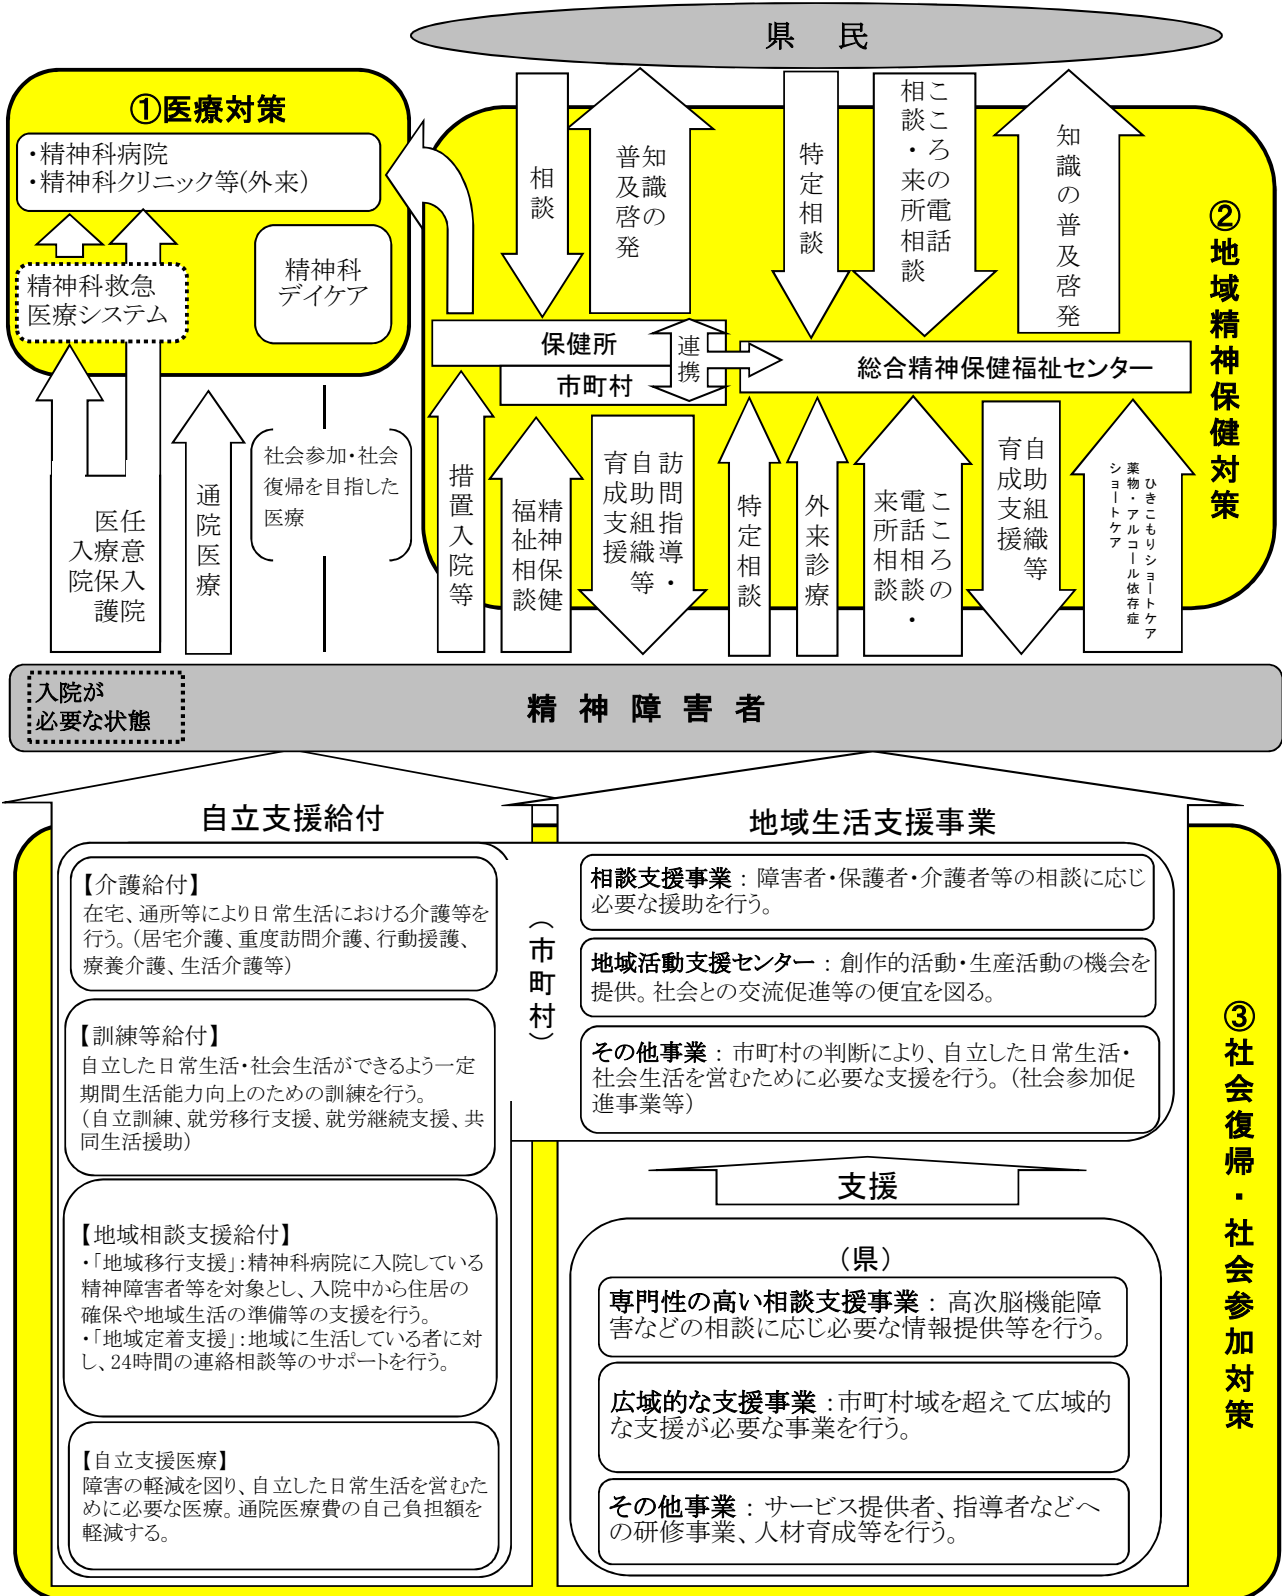 県　民
①医療対策
・精神科病院
・精神科クリニック等(外来)
精神科救急
医療システム
精神科
デイケア
相談
知識の
普及啓発
特定相談
こころの電話
相談・来所相談
知識の普及啓発
②地域精神保健対策
保健所
市町村
連携
総合精神保健福祉センター
任意入院
医療保護
入院
通院医療
社会参加・社会
復帰を目指した
医療
措置入院等
精神保健
福祉相談
訪問指導・
自助組織等
育成支援
特定相談
外来診療
こころの
電話相談・
来所相談
自助組織等
育成支援
ひきこもりショートケア
薬物・アルコール依存症
ショートケア
入院が
必要な状態
精神障害者
自立支援給付
【介護給付】
在宅、通所等により日常生活における介護等を
行う。(居宅介護、重度訪問介護、行動援護、
療養介護、生活介護等)
【訓練等給付】
自立した日常生活・社会生活ができるよう一定
期間生活能力向上のための訓練を行う。
(自立訓練、就労移行支援、就労継続支援、共
同生活援助)
【地域相談支援給付】
・「地域移行支援」:精神科病院に入院している
精神障害者等を対象とし、入院中から住居の
確保や地域生活の準備等の支援を行う。
・「地域定着支援」:地域に生活している者に対
し、24時間の連絡相談等のサポートを行う。
【自立支援医療】
障害の軽減を図り、自立した日常生活を営むた
めに必要な医療。通院医療費の自己負担額を
軽減する。
地域生活支援事業
(市町村)
相談支援事業：障害者・保護者・介護者等の相談に応じ
必要な援助を行う。
地域活動支援センター：創作的活動・生産活動の機会を
提供。社会との交流促進等の便宜を図る。
その他事業：市町村の判断により、自立した日常生活・
社会生活を営むために必要な支援を行う。(社会参加促
進事業等)
支援
(県)
専門性の高い相談支援事業：高次脳機能障
害などの相談に応じ必要な情報提供等を行う。
広域的な支援事業：市町村域を超えて広域的
な支援が必要な事業を行う。
その他事業：サービス提供者、指導者などへ
の研修事業、人材育成等を行う。
③社会復帰・社会参加対策